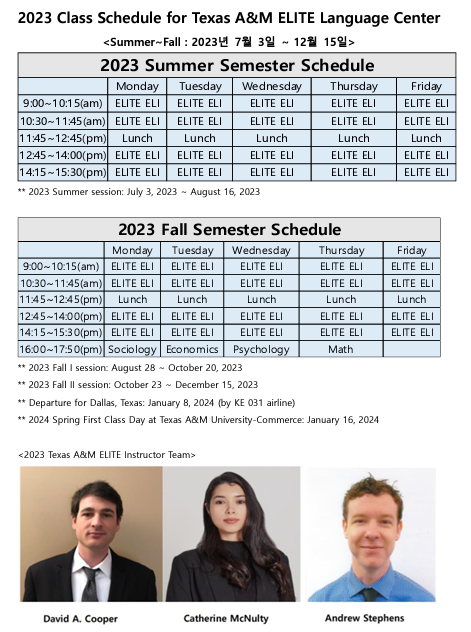 2023 Class Schedule for Texas A&M ELITE Language Center
<Summer~Fall : 2023년 7월 3일 ~ 12월 15일>
2023 Summer Semester Schedule
Monday Tuesday Wednesday Thursday Friday
9:00~10:15(am) ELITE ELI ELITE ELI ELITE ELI ELITE ELI ELITE ELI
10:30~11:45(am) ELITE ELI ELITE ELI ELITE ELI ELITE ELI ELITE ELI
11:45~12:45(pm) Lunch Lunch Lunch Lunch Lunch
12:45~14:00(pm) ELITE ELI ELITE ELI ELITE ELI ELITE ELI ELITE ELI
14:15~15:30(pm) ELITE ELI ELITE ELI ELITE ELI ELITE ELI ELITE ELI
** 2023 Summer session: July 3, 2023 ~ August 16, 2023
2023 Fall Semester Schedule
Monday Tuesday Wednesday Thursday Friday
9:00~10:15(am) ELITE ELI ELITE ELI ELITE ELI ELITE ELI ELITE ELI
10:30~11:45(am) ELITE ELI ELITE ELI ELITE ELI ELITE ELI ELITE ELI
11:45~12:45(pm) Lunch Lunch Lunch Lunch Lunch
12:45~14:00(pm) ELITE ELI ELITE ELI ELITE ELI ELITE ELI ELITE ELI
14:15~15:30(pm) ELITE ELI ELITE ELI ELITE ELI ELITE ELI ELITE ELI
16:00~17:50(pm) Sociology Economics Psychology Math
** 2023 Fall I session: August 28 ~ October 20, 2023
** 2023 Fall II session: October 23 ~ December 15, 2023
** Departure for Dallas, Texas: January 8, 2024 (by KE 031 airline)
** 2024 Spring First Class Day at Texas A&M University-Commerce: January 16, 2024
<2023 Texas A&M ELITE Instructor Team>
David A. Cooper Catherine McNulty Andrew Stephens